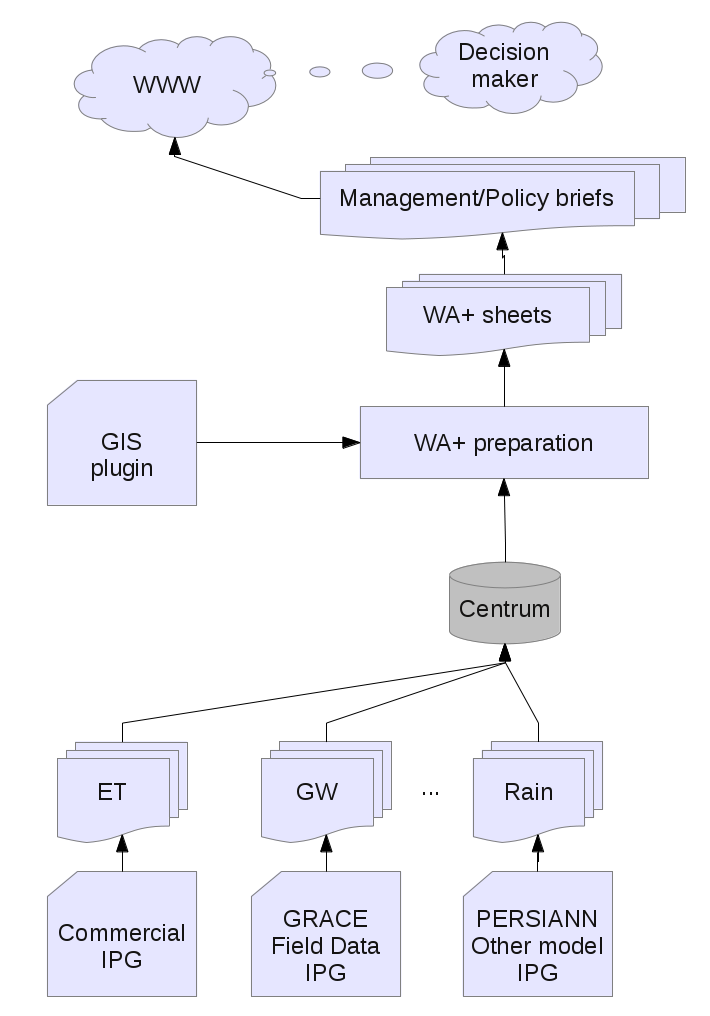 WWW
Decision
maker
Management/Policy briefs
WA+ sheets
GIS
plugin
WA+ preparation
Centrum
ET
GW
...
Rain
Commercial
IPG
GRACE
Field Data
IPG
PERSIANN
Other model
IPG